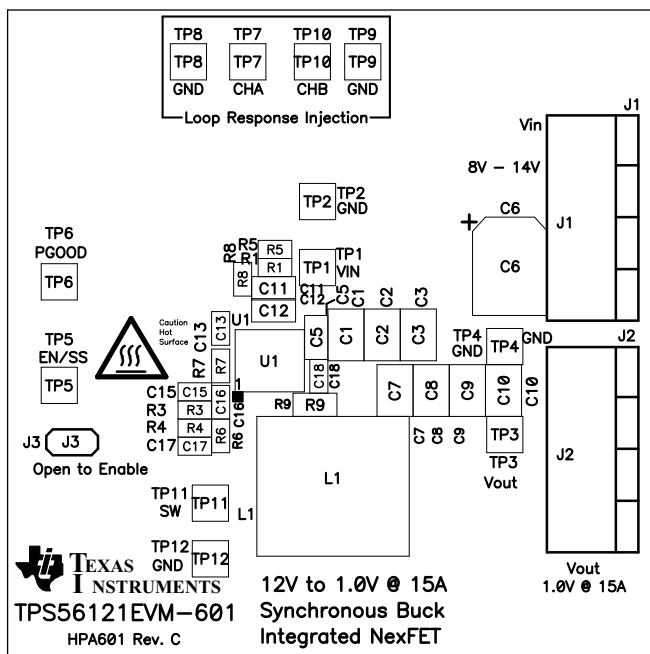 TP8 TP7 TP10 TP9
TP8 TP7 TP10 TP9
GND CHA CHB GND
Loop Response Injection
J1
Vin
8V - 14V
C6
+
C6
J1
TP2
TP2
GND
TP6
PGOOD
TP6
R8
R5
R1
R8
R5
R1
TP1
TP1
VIN
C11
C12
C11
C12
C5
C1
C2
C3
TP5
EN/SS
TP5
Caution
Hot
Surface
C13
U1
C13
R7
R7
U1
C5
C1
C2
C3
C18
C18
TP4
GND
TP4
GND
J2
C15
R3
R4
C17
C15
R3
R4
C17
C16
R6
R6
C16
1
R9
R9
C7
C8
C9
C10
C10
C7
C8
C9
TP3
TP3
Vout
J3
J3
Open to Enable
J2
L1
L1
TP11
SW
TP11
TP12
GND
TP12
Vout
1.0V @ 15A
TEXAS
INSTRUMENTS
TPS56121EVM-601
HPA601 Rev. C
12V to 1.0V @ 15A
Synchronous Buck
Integrated NexFET